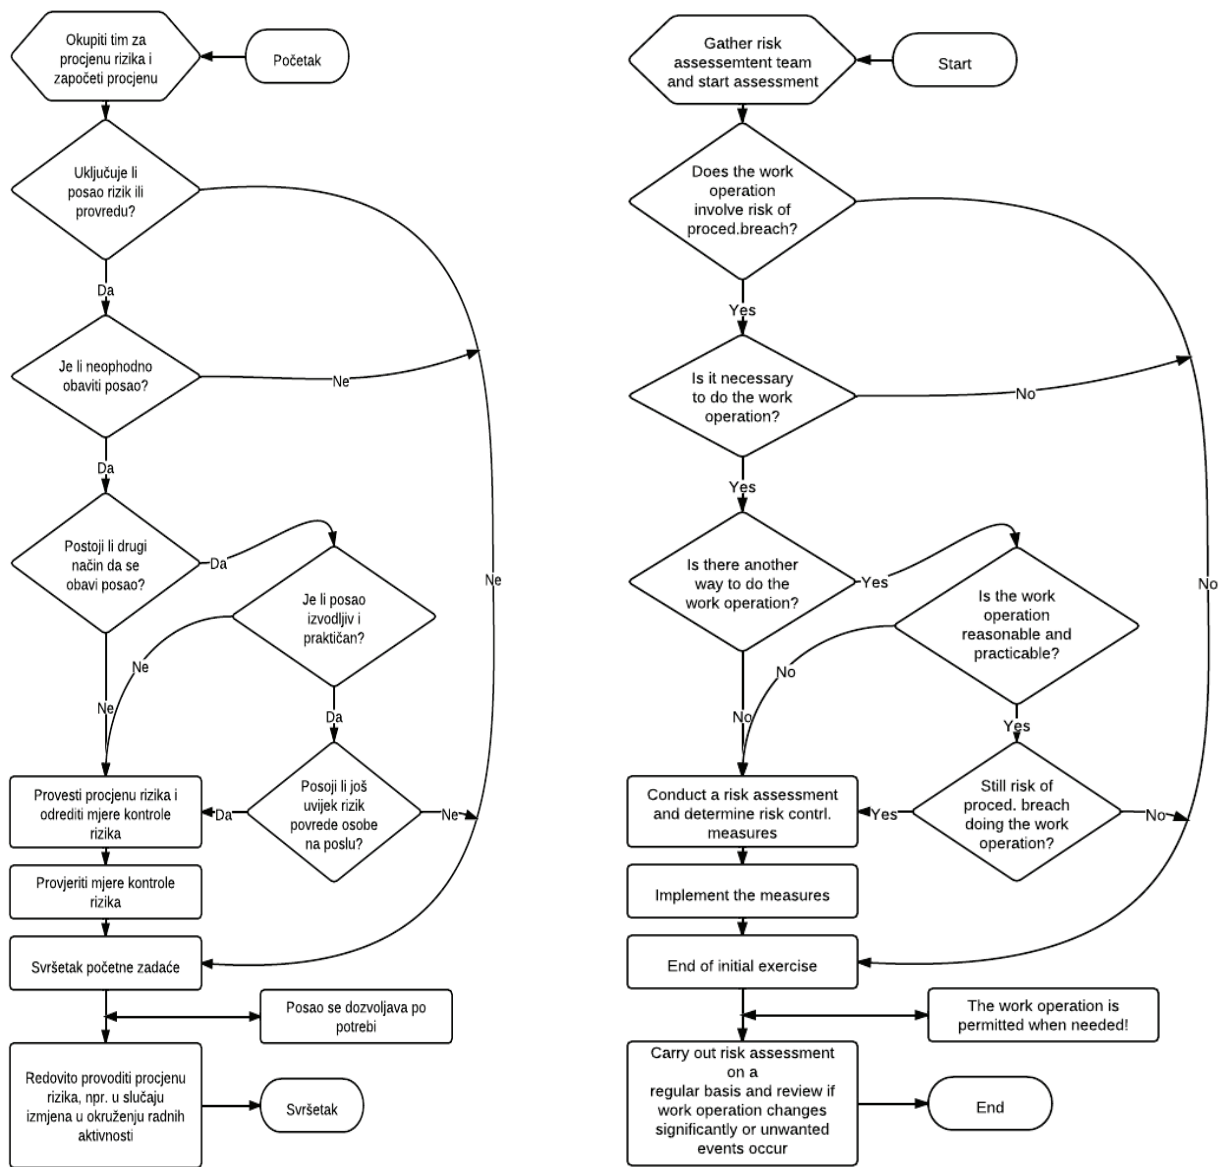 Okupiti tim za
procjenu rizika i
započeti procjenu
Početak
Uključuje li
posao rizik ili
provredu?
Da
Je li neophodno
obaviti posao?
Ne
Da
Postoji li drugi
način da se
obavi posao?
Da
Ne
Je li posao
izvodljiv i
praktičan?
Ne
Ne
Da
Provesti procjenu rizika i
odrediti mjere kontrole
rizika
Da
Posoji li još
uvijek rizik
povrede osobe
na poslu?
Ne
Provjeriti mjere kontrole
rizika
Svršetak početne zadaće
Posao se dozvoljava po
potrebi
Redovito provoditi procjenu
rizika, npr. u slučaju
izmjena u okruženju radnih
aktivnosti
Svršetak
Gather risk
assessemtent team
and start assessment
Start
Does the work
operation
involve risk of
proced.breach?
Yes
Is it necessary
to do the work
operation?
No
Yes
Is there another
way to do the
work operation?
Yes
No
Is the work
operation
reasonable and
practicable?
No
No
Yes
Conduct a risk assessment
and determine risk contrl.
measures
Yes
Still risk of
proced. breach
doing the work
operation?
No
Implement the measures
End of initial exercise
The work operation is
permitted when needed!
Carry out risk assessment
on a
regular basis and review if
work operation changes
significantly or unwanted
events occur
End